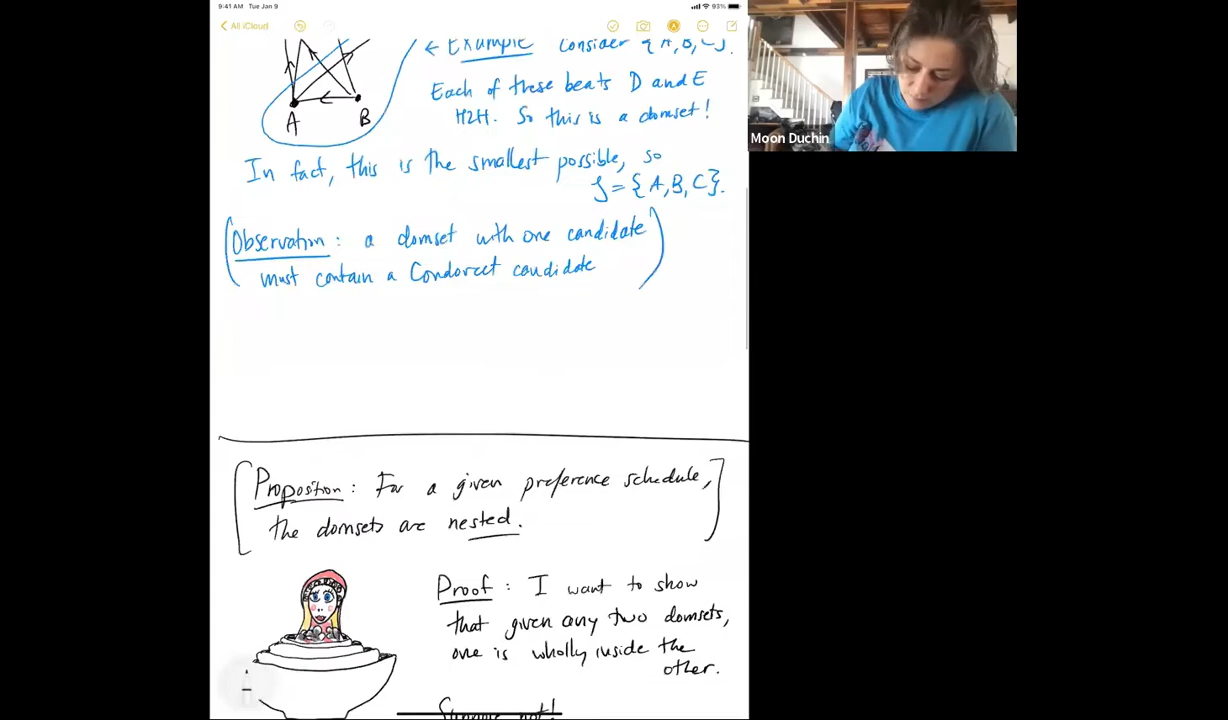 9:41 AM Tue Jan 9
93%
All iCloud
← Example Consider {A,B,C}.
Each of these beats D and E
H2H. So this is a domset!
A
B
In fact, this is the smallest possible, so
S = {A,B,C}.
(Observation: a domset with one candidate
must contain a Condorcet candidate)
[Proposition: For a given preference schedule,
the domsets are nested.]
Proof: I want to show
that given any two domsets,
one is wholly inside the
other.
Suppose not!
Moon Duchin